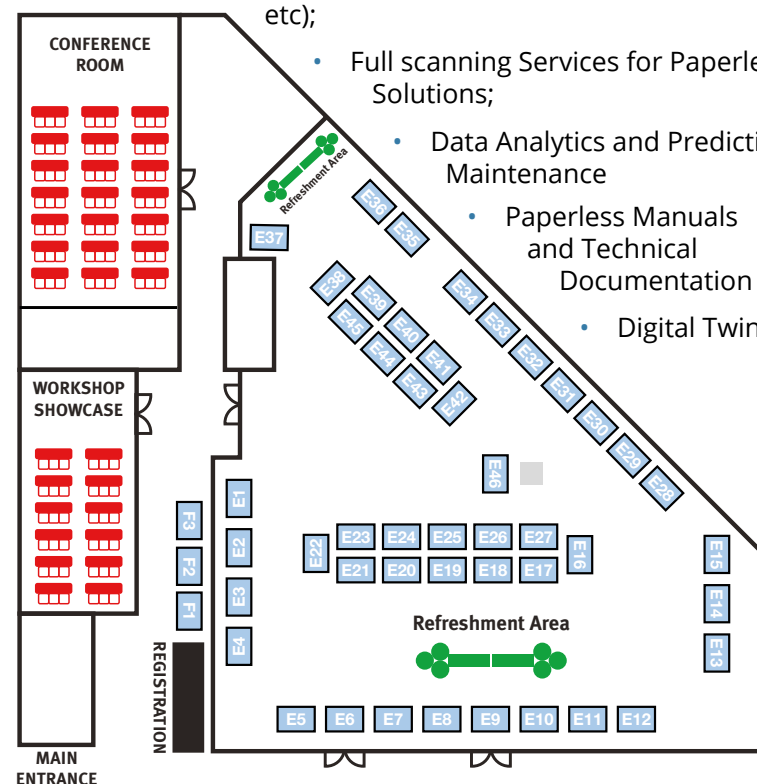 etc);
• Full scanning Services for Paperle
Solutions;
• Data Analytics and Predicti
Maintenance
• Paperless Manuals
and Technical
Documentation
• Digital Twin
CONFERENCE
ROOM
Refreshment Area
E37
E36
E35
E34
E33
E32
E31
E30
E29
E28
E38
E39
E40
E41
E45
E44
E43
E42
WORKSHOP
SHOWCASE
E46
F3
F2
F1
E1
E2
E3
E4
E22
E23
E24
E25
E26
E27
E21
E20
E19
E18
E17
E16
E15
E14
E13
Refreshment Area
REGISTRATION
E5
E6
E7
E8
E9
E10
E11
E12
MAIN
ENTRANCE